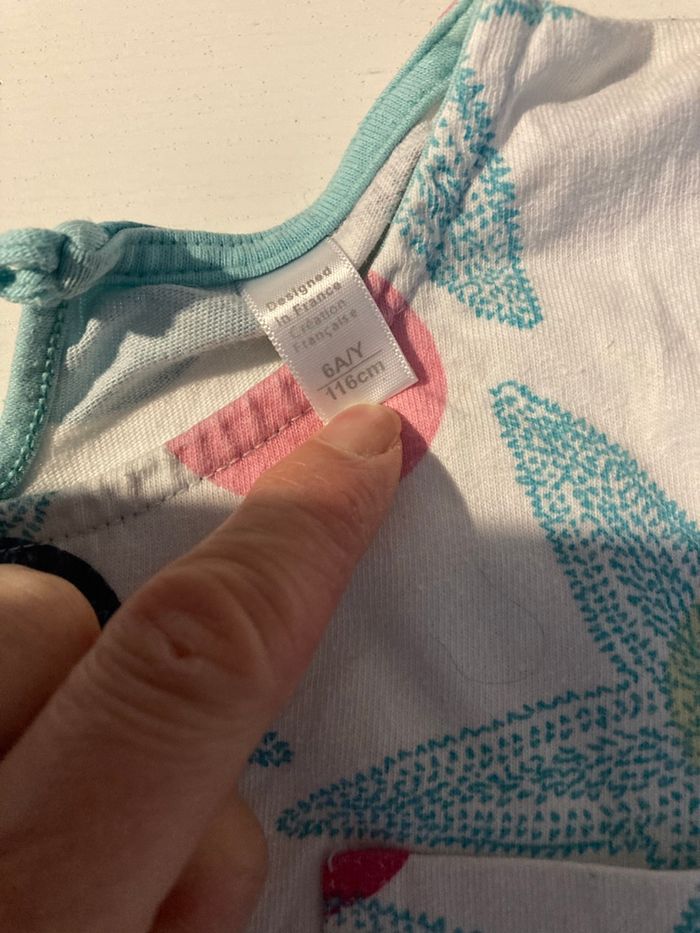 Designed
in France
Création
Française
6A/Y
116cm